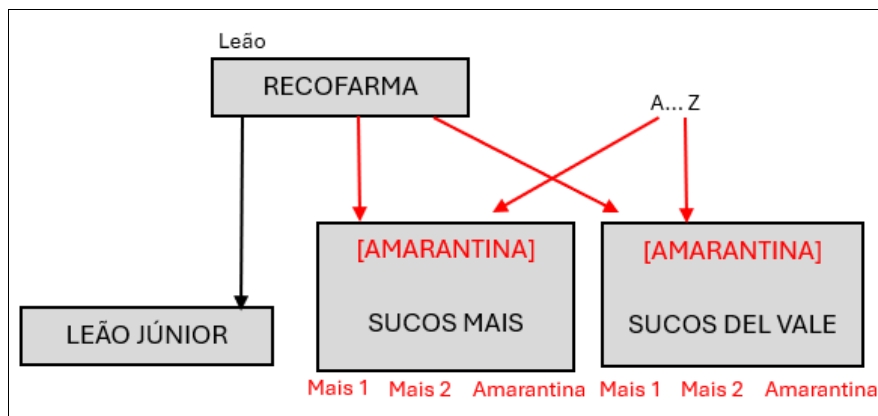 Leão
RECOFARMA
A... Z
[AMARANTINA]
[AMARANTINA]
LEÃO JÚNIOR
SUCOS MAIS
SUCOS DEL VALE
Mais 1 Mais 2 Amarantina Mais 1 Mais 2 Amarantina